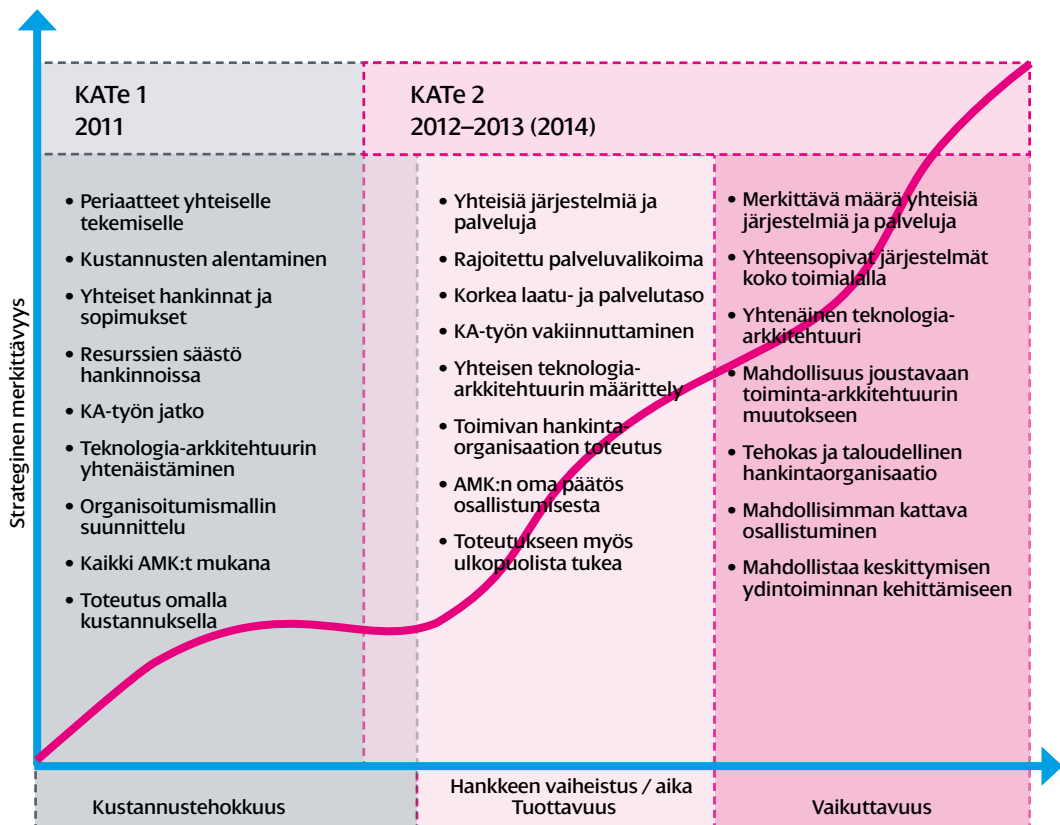 KATe 1
2011
KATe 2
2012–2013 (2014)
Strateginen merkittävyys
• Periaatteet yhteiselle
tekemiselle
• Kustannusten alentaminen
• Yhteiset hankinnat ja
sopimukset
• Resurssien säästö
hankinnoissa
• KA-työn jatko
• Teknologia-arkkitehtuurin
yhtenäistäminen
• Organisoitumismallin
suunnittelu
• Kaikki AMK:t mukana
• Toteutus omalla
kustannuksella
• Yhteisiä järjestelmiä ja
palveluja
• Rajoitettu palveluvalikoima
• Korkea laatu- ja palvelutaso
• KA-työn vakiinnuttaminen
• Yhteisen teknologia-
arkkitehtuurin määrittely
• Toimivan hankinta-
organisaation toteutus
• AMK:n oma päätös
osallistumisesta
• Toteutukseen myös
ulkopuolista tukea
• Merkittävä määrä yhteisiä
järjestelmiä ja palveluja
• Yhteensopivat järjestelmät
koko toimialalla
• Yhtenäinen teknologia-
arkkitehtuuri
• Mahdollisuus joustavaan
toiminta-arkkitehtuurin
muutokseen
• Tehokas ja taloudellinen
hankintaorganisaatio
• Mahdollisimman kattava
osallistuminen
• Mahdollistaa keskittymisen
ydintoiminnan kehittämiseen
Kustannustehokkuus
Hankkeen vaiheistus / aika
Tuottavuus
Vaikuttavuus